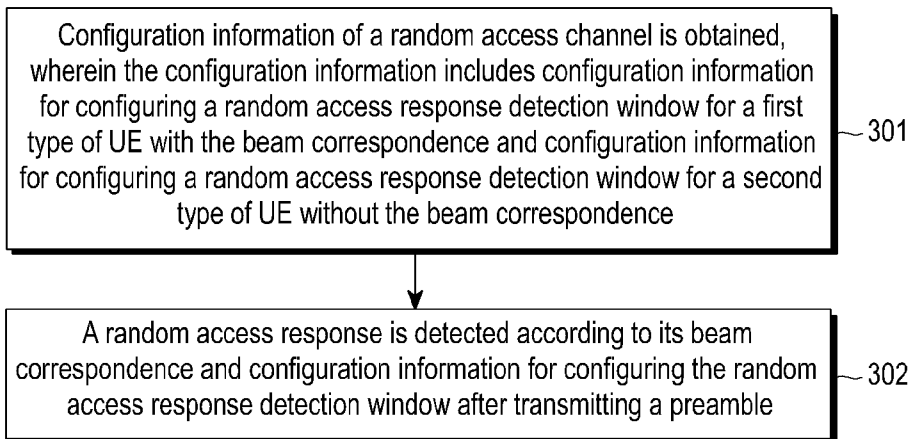 Configuration information of a random access channel is obtained,
wherein the configuration information includes configuration information
for configuring a random access response detection window for a first
type of UE with the beam correspondence and configuration information
for configuring a random access response detection window for a second
type of UE without the beam correspondence
301
A random access response is detected according to its beam
correspondence and configuration information for configuring the random
access response detection window after transmitting a preamble
302